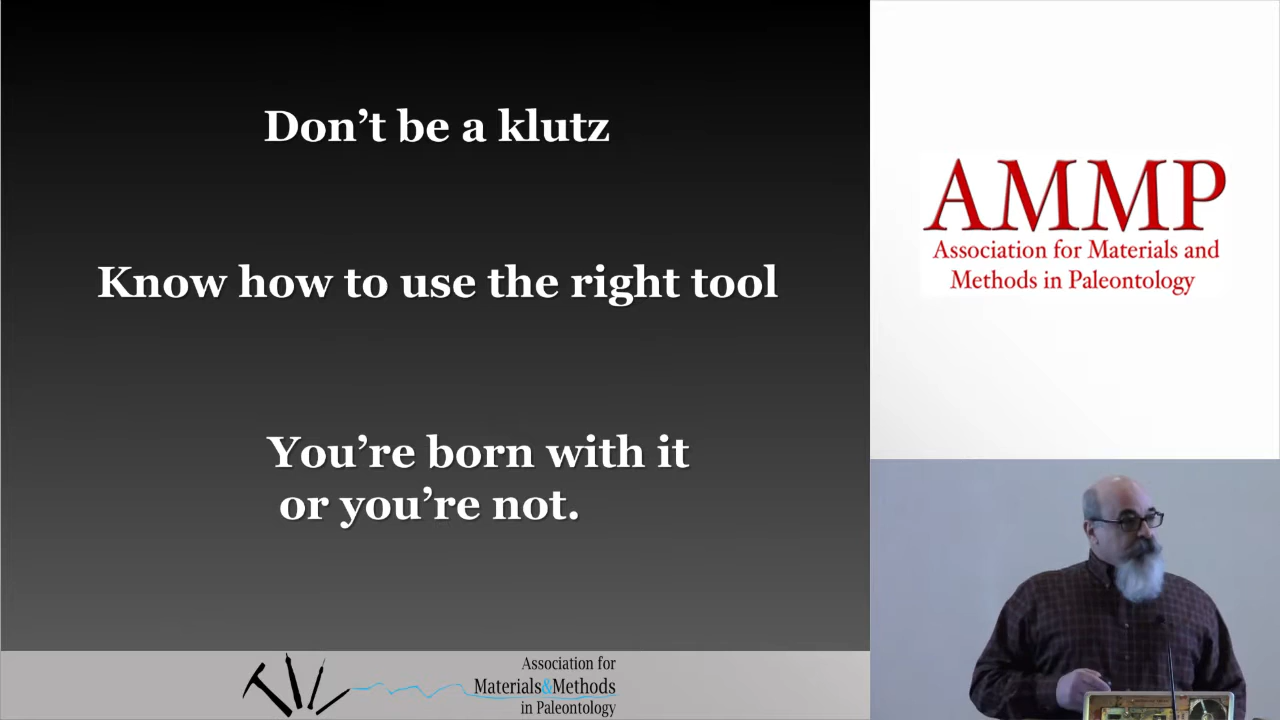 Don’t be a klutz
Know how to use the right tool
You’re born with it
or you’re not.
Association for
Materials&Methods
in Paleontology
AMMP
Association for Materials and
Methods in Paleontology